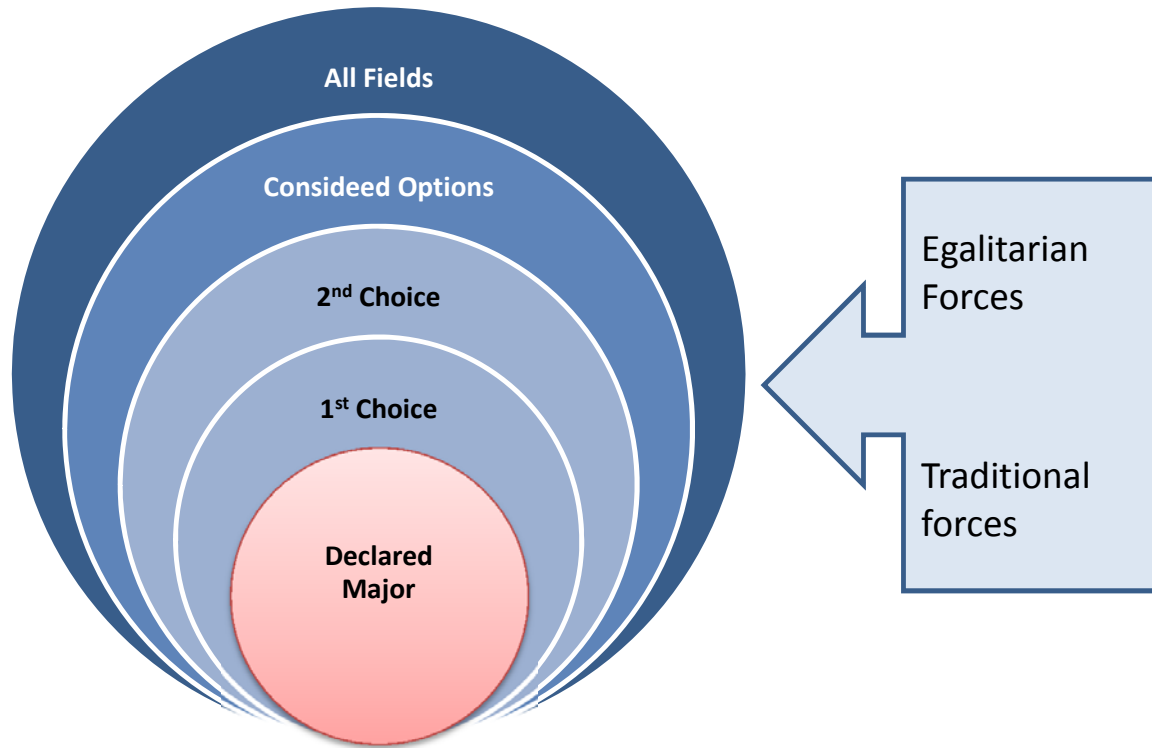 All Fields
Consideed Options
2nd Choice
1st Choice
Declared
Major
Egalitarian
Forces
Traditional
forces